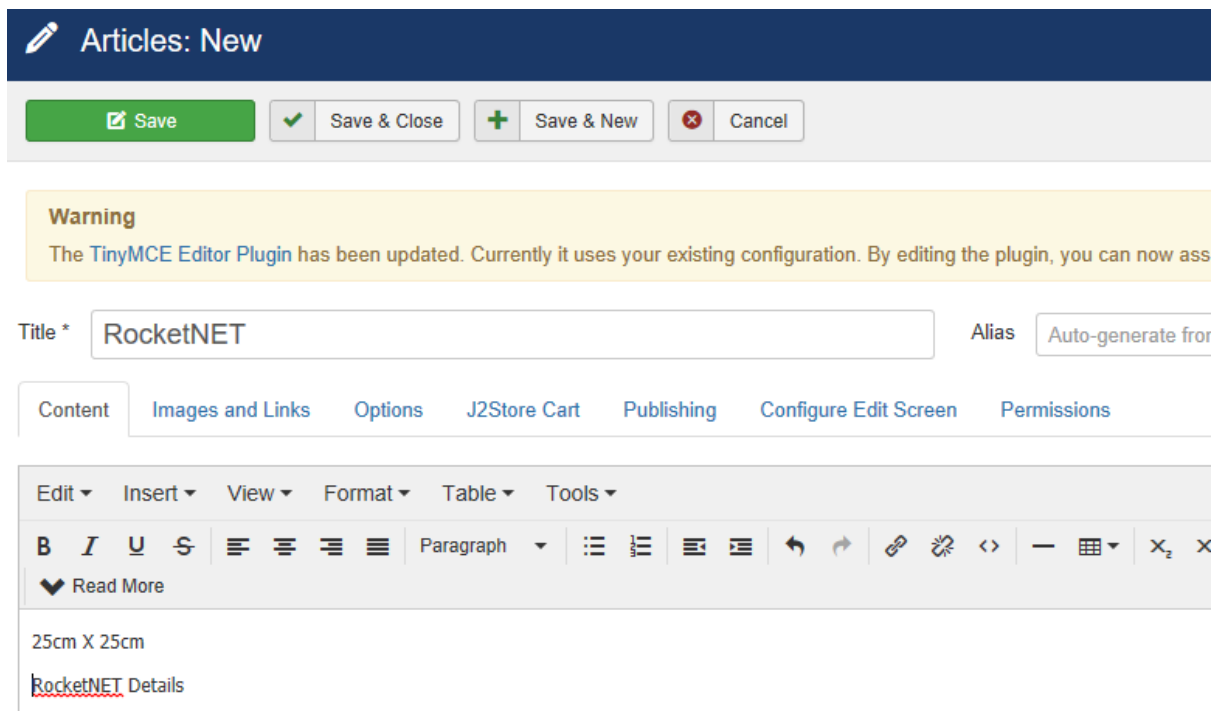 Articles: New
Save Save & Close Save & New Cancel
Warning
The TinyMCE Editor Plugin has been updated. Currently it uses your existing configuration. By editing the plugin, you can now ass
Title * RocketNET Alias Auto-generate from
Content Images and Links Options J2Store Cart Publishing Configure Edit Screen Permissions
Edit Insert View Format Table Tools
B I U S Paragraph X₂ X
Read More
25cm X 25cm
RocketNET Details